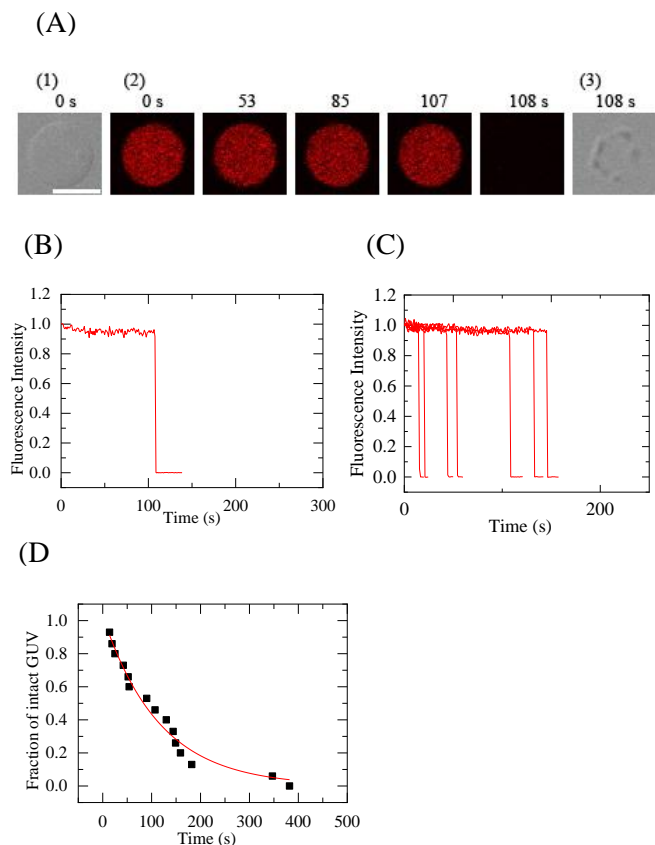 (A)
(1) (2) (3)
0 s 0 s 53 85 107 108 s 108 s
(B) (C)
1.2 1.2
1.0 1.0
0.8 0.8
0.6 0.6
0.4 0.4
0.2 0.2
0.0 0.0
Fluorescence Intensity Fluorescence Intensity
0 100 200 300 0 200
Time (s) Time (s)
(D
1.0
0.8
0.6
0.4
0.2
0.0
Fraction of intact GUV
0 100 200 300 400 500
Time (s)